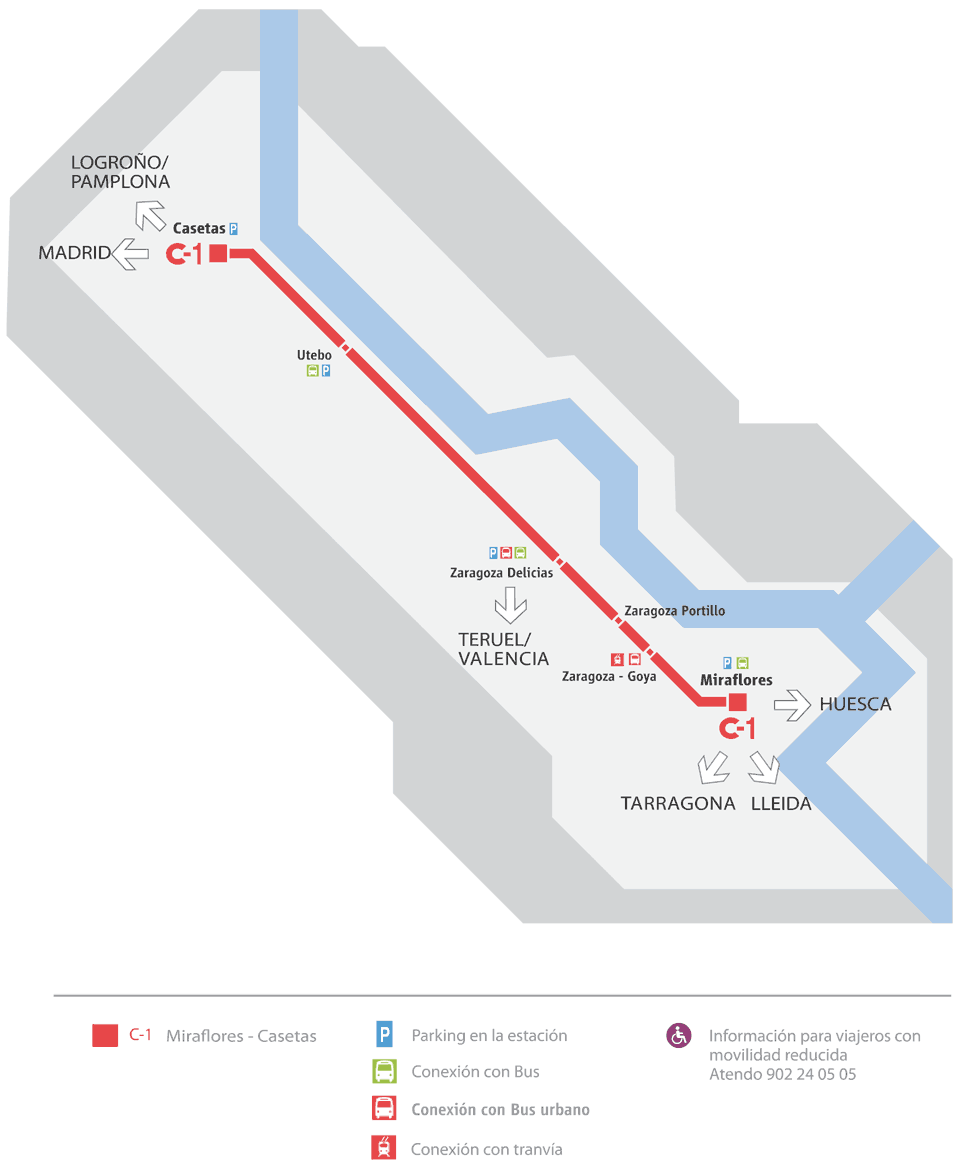 LOGROÑO/
PAMPLONA
Casetas P
MADRID
C-1
Utebo
P
P
Zaragoza Delicias
Zaragoza Portillo
TERUEL/
VALENCIA
Zaragoza - Goya
P
Miraflores
HUESCA
C-1
TARRAGONA
LLEIDA
C-1 Miraflores - Casetas
P Parking en la estación
Conexión con Bus
Conexión con Bus urbano
Conexión con tranvía
Información para viajeros con
movilidad reducida
Atendo 902 24 05 05